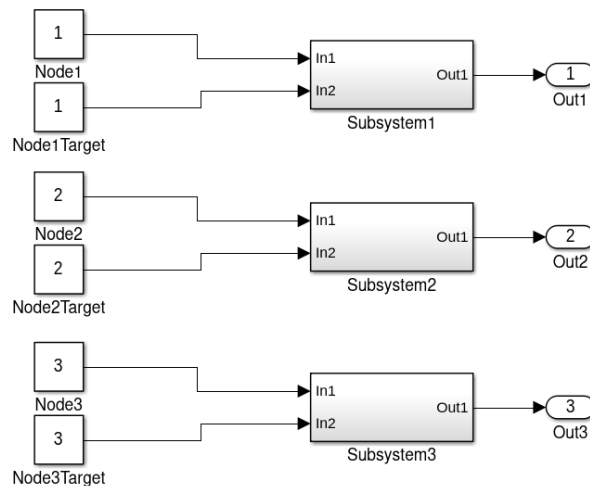 1
Node1
1
Node1Target
In1
In2
Out1
Subsystem1
1
Out1
2
Node2
2
Node2Target
In1
In2
Out1
Subsystem2
2
Out2
3
Node3
3
Node3Target
In1
In2
Out1
Subsystem3
3
Out3